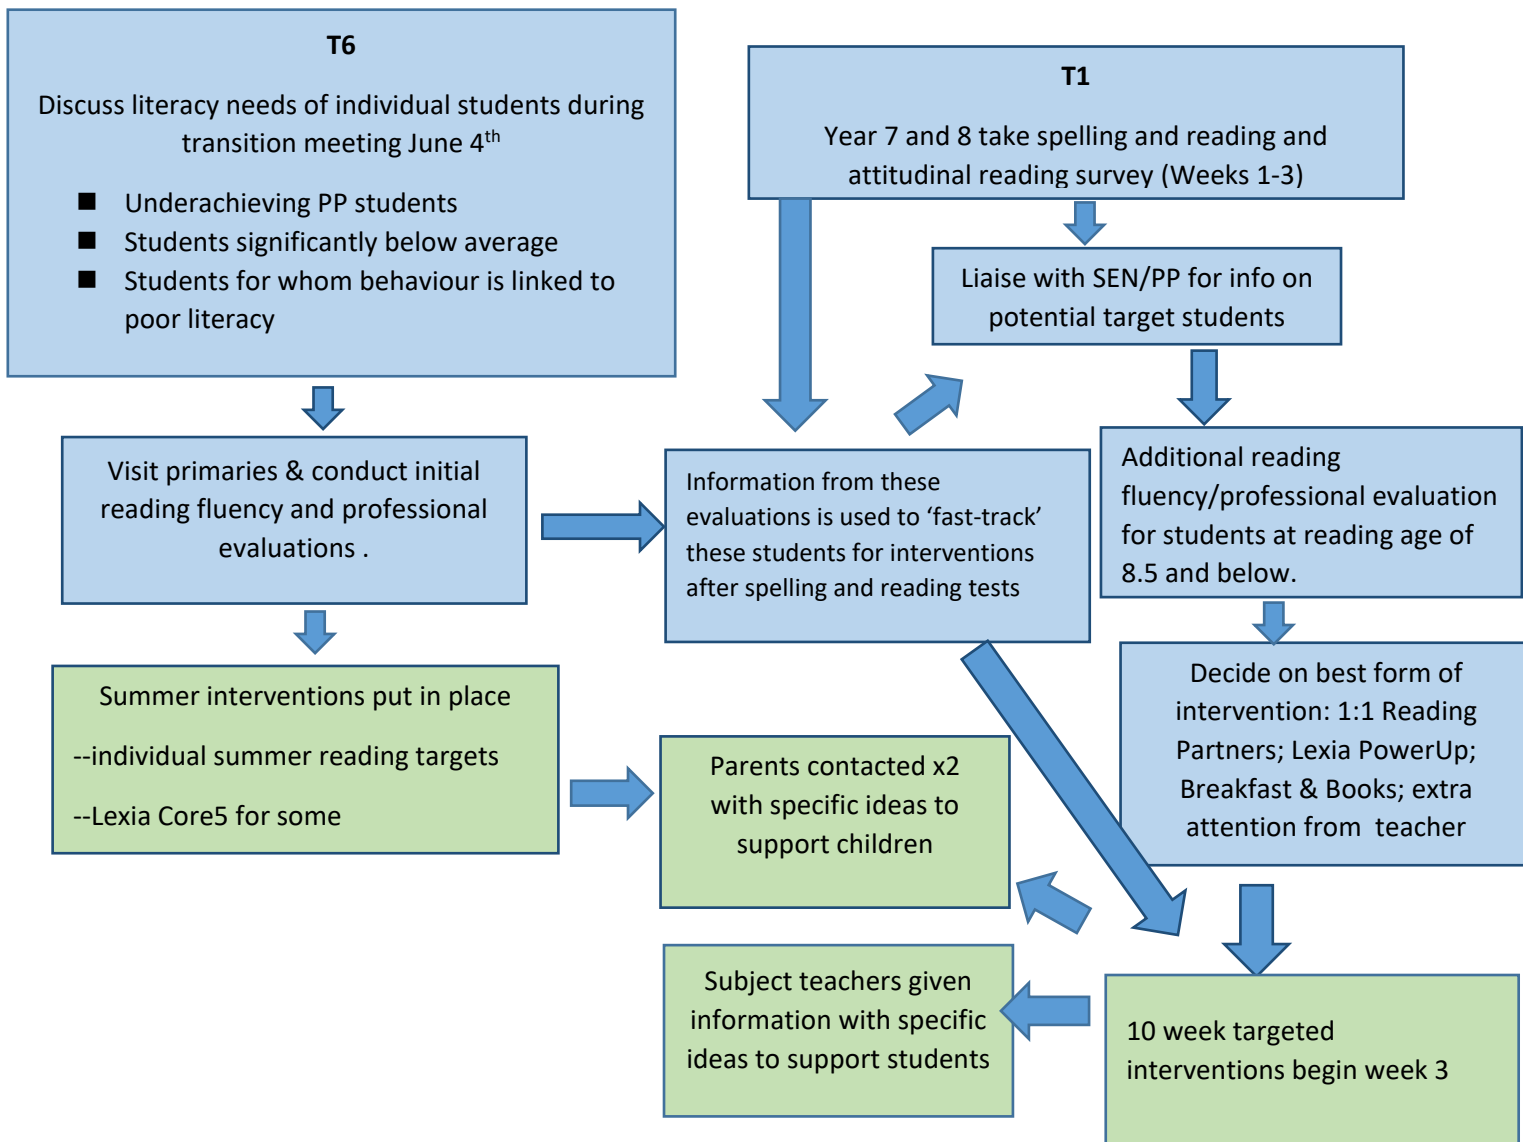 T6
Discuss literacy needs of individual students during
transition meeting June 4th
■ Underachieving PP students
■ Students significantly below average
■ Students for whom behaviour is linked to
poor literacy
T1
Year 7 and 8 take spelling and reading and
attitudinal reading survey (Weeks 1-3)
Liaise with SEN/PP for info on
potential target students
Visit primaries & conduct initial
reading fluency and professional
evaluations .
Information from these
evaluations is used to ‘fast-track’
these students for interventions
after spelling and reading tests
Additional reading
fluency/professional evaluation
for students at reading age of
8.5 and below.
Summer interventions put in place
--individual summer reading targets
--Lexia Core5 for some
Parents contacted x2
with specific ideas to
support children
Decide on best form of
intervention: 1:1 Reading
Partners; Lexia PowerUp;
Breakfast & Books; extra
attention from teacher
Subject teachers given
information with specific
ideas to support students
10 week targeted
interventions begin week 3